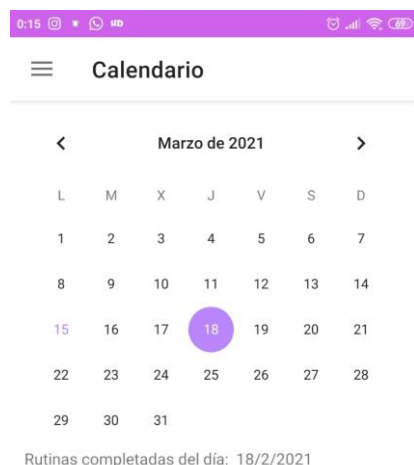 0:15 HD 69
Calendario
Marzo de 2021
L M X J V S D
1 2 3 4 5 6 7
8 9 10 11 12 13 14
15 16 17 18 19 20 21
22 23 24 25 26 27 28
29 30 31
Rutinas completadas del día: 18/2/2021